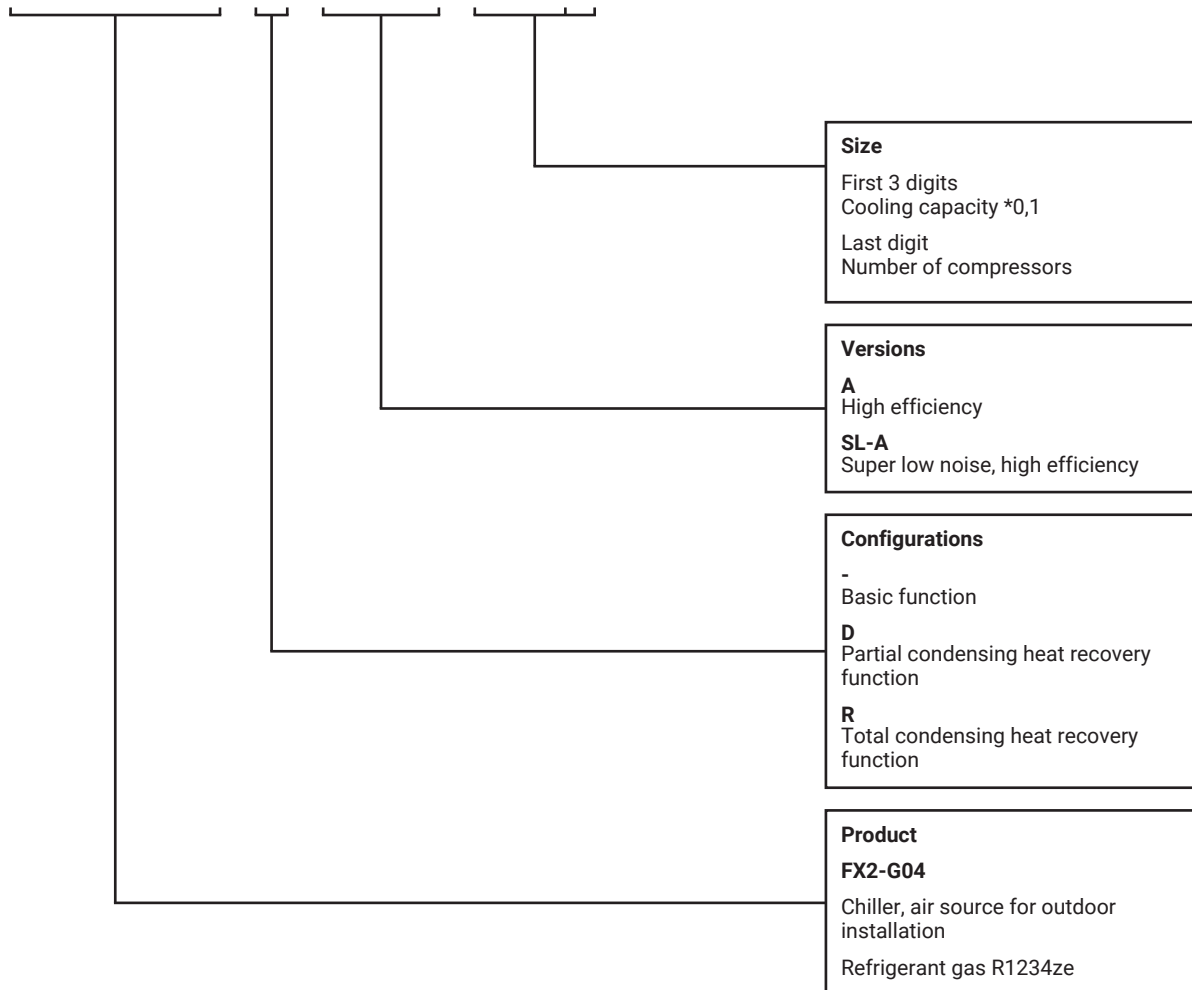 Size
First 3 digits
Cooling capacity *0,1
Last digit
Number of compressors
Versions
A
High efficiency
SL-A
Super low noise, high efficiency
Configurations
-
Basic function
D
Partial condensing heat recovery
function
R
Total condensing heat recovery
function
Product
FX2-G04
Chiller, air source for outdoor
installation
Refrigerant gas R1234ze